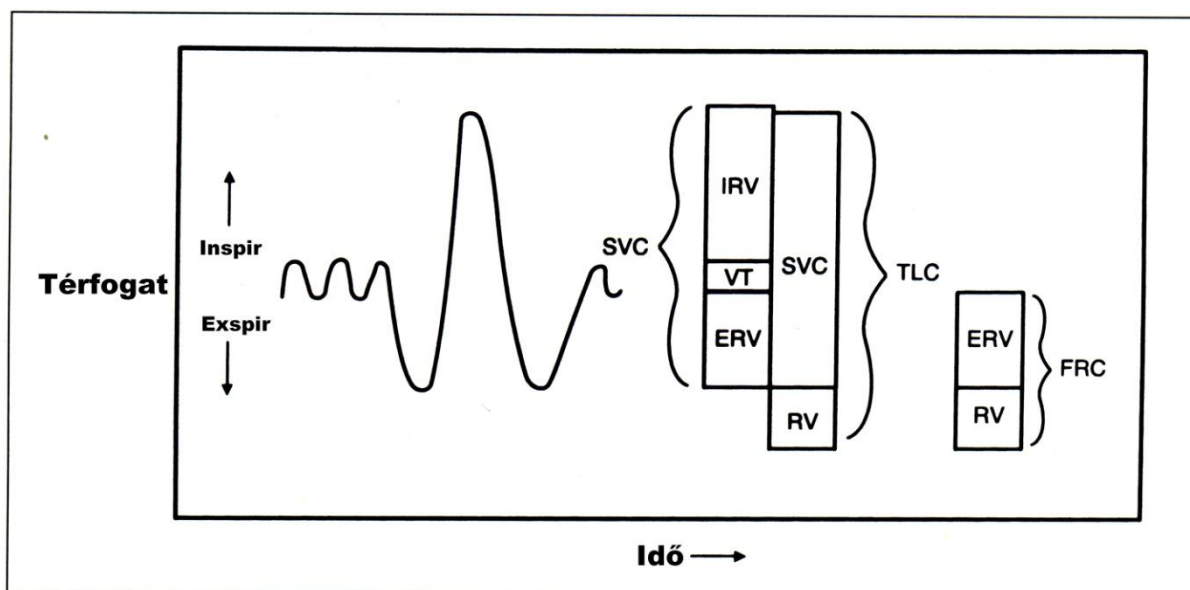 Térfogat
Inspir
Exspir
SVC
IRV
VT
ERV
SVC
RV
TLC
ERV
RV
FRC
Idő